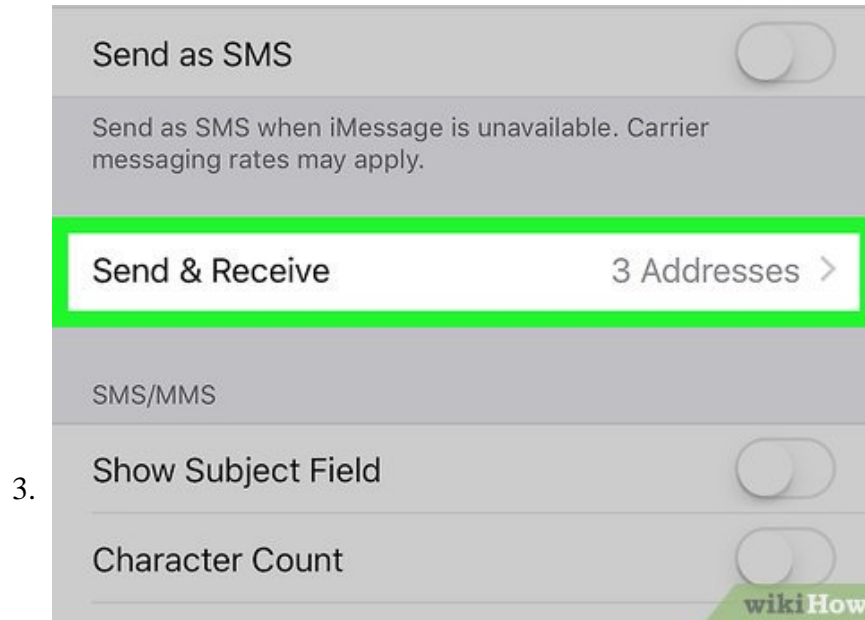 Send as SMS
Send as SMS when iMessage is unavailable. Carrier
messaging rates may apply.
Send & Receive 3 Addresses >
SMS/MMS
3.
Show Subject Field
Character Count
wikiHow